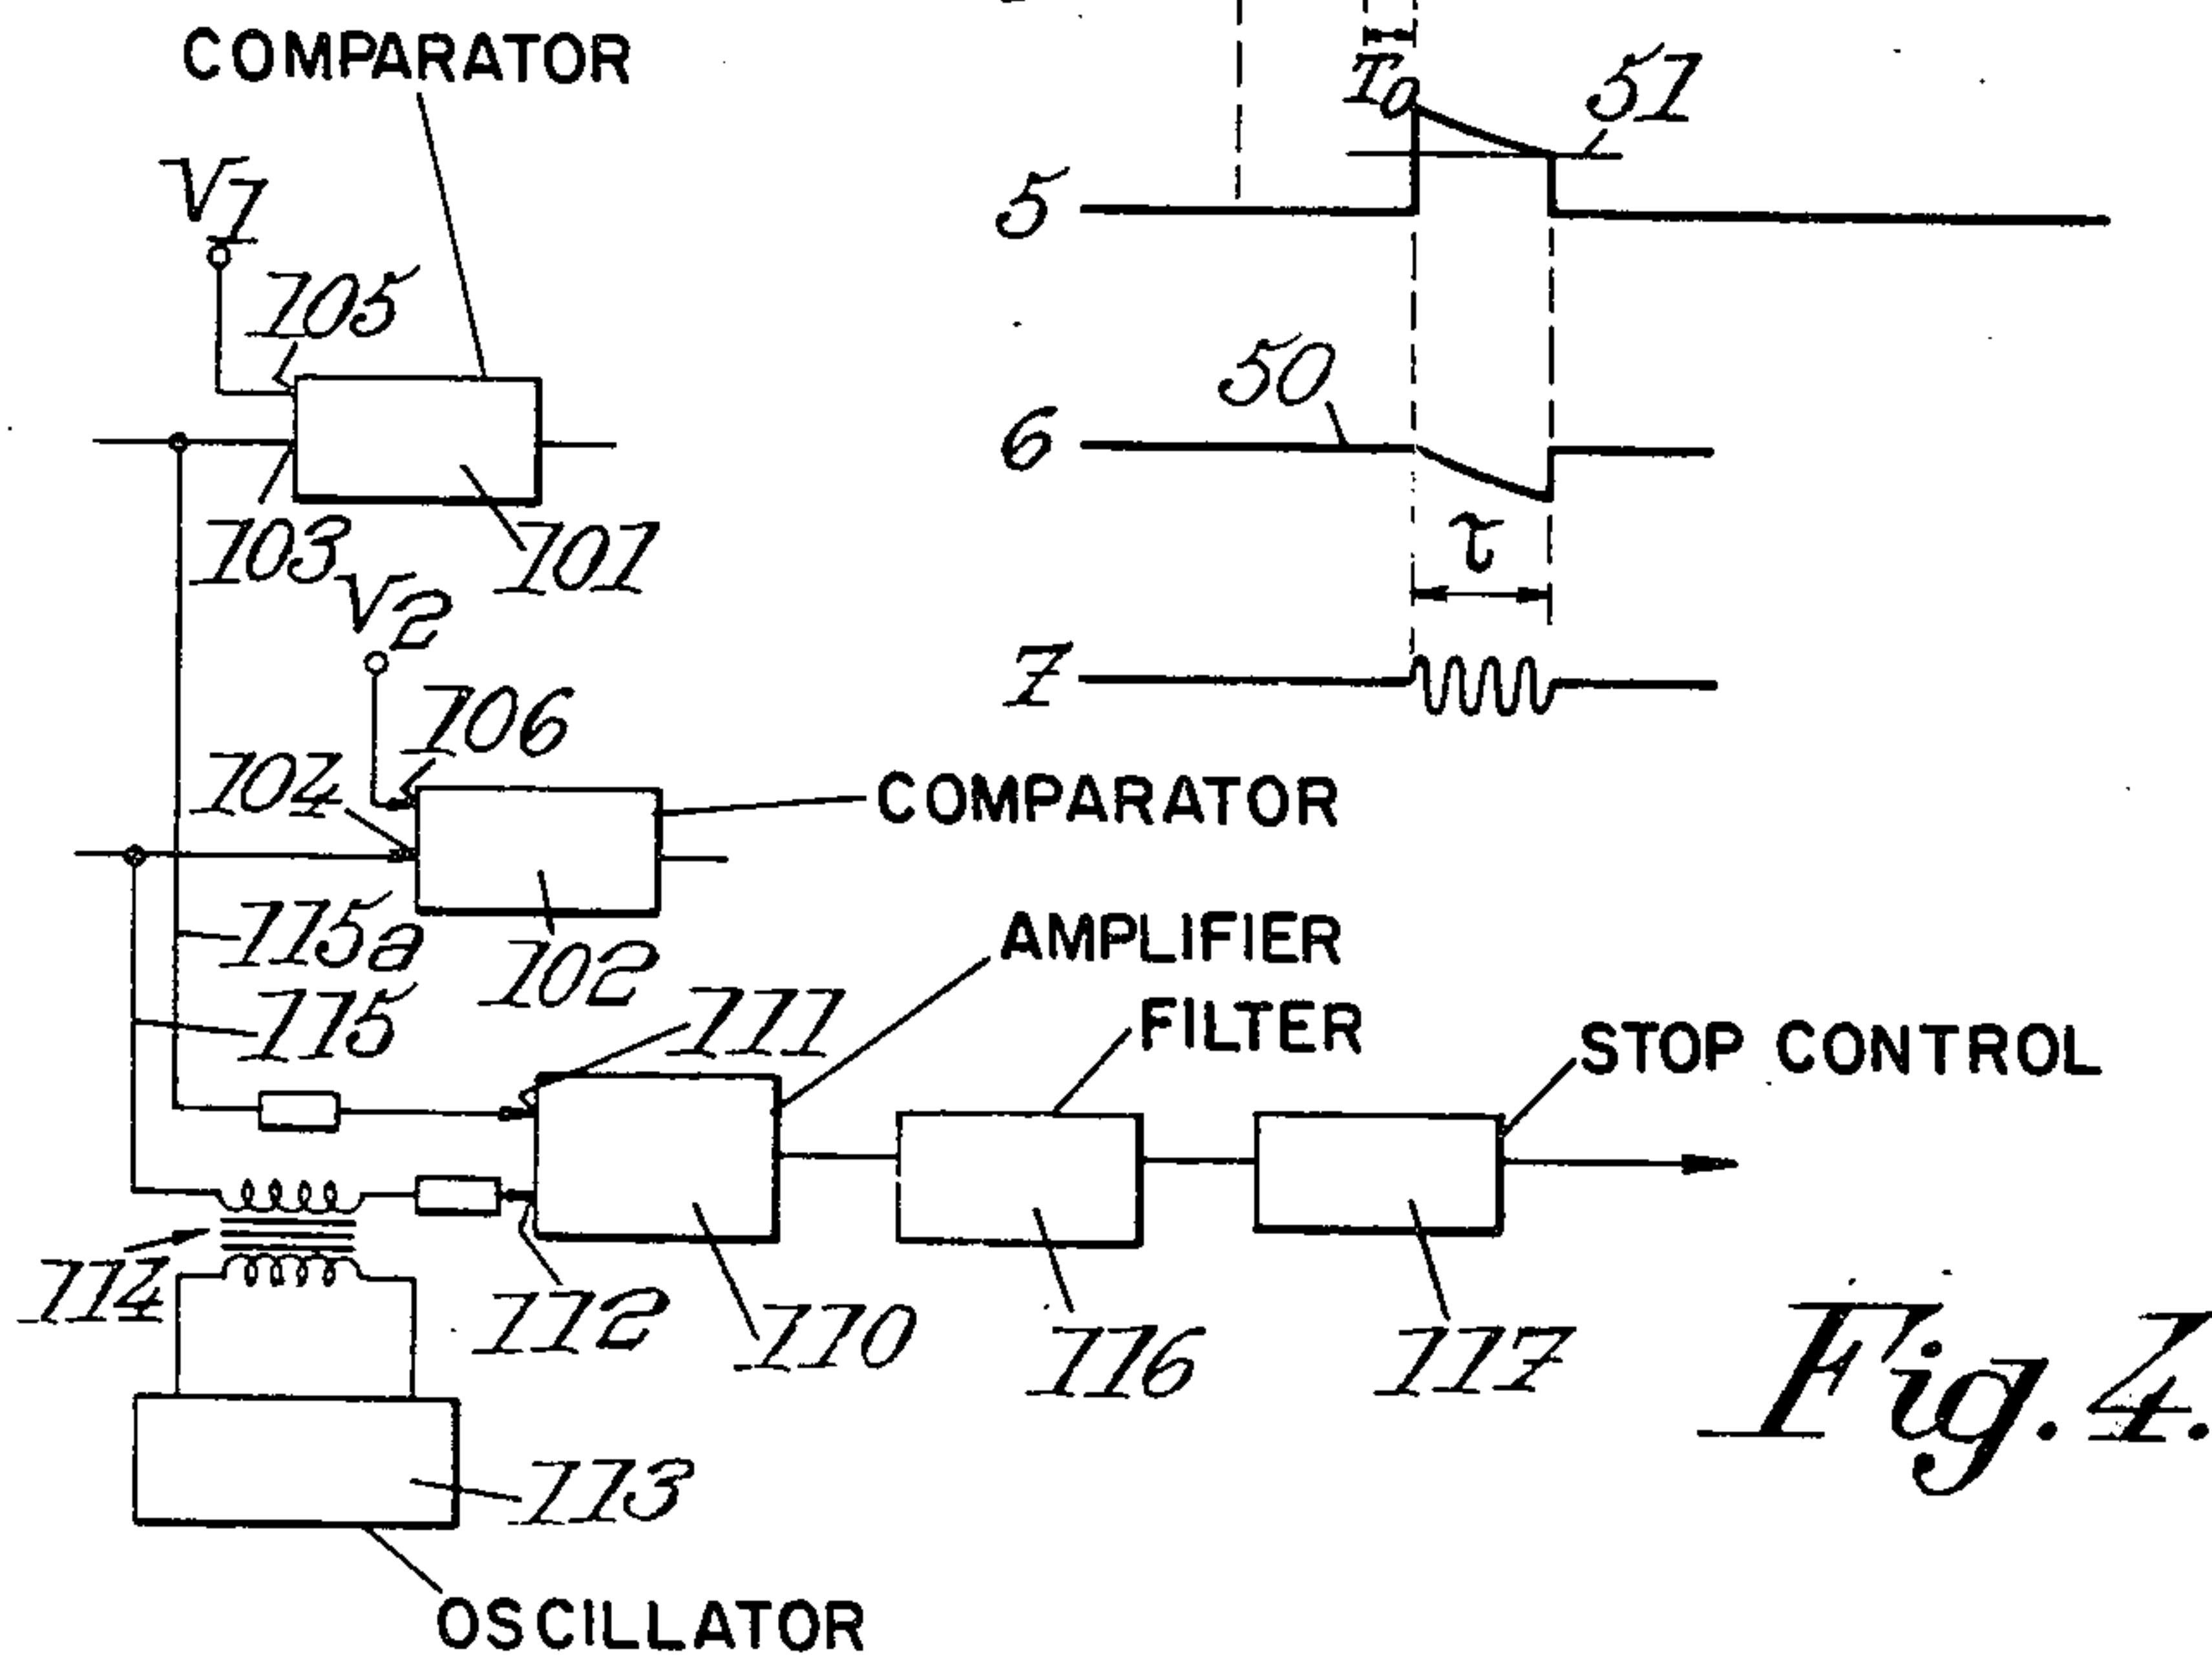 COMPARATOR
T0
51
V1
5
105
50
6
103
101
τ
V2
7
106
104
COMPARATOR
115a
102
AMPLIFIER
115
111
FILTER
STOP CONTROL
114
112
110
116
117
Fig. 4.
113
OSCILLATOR